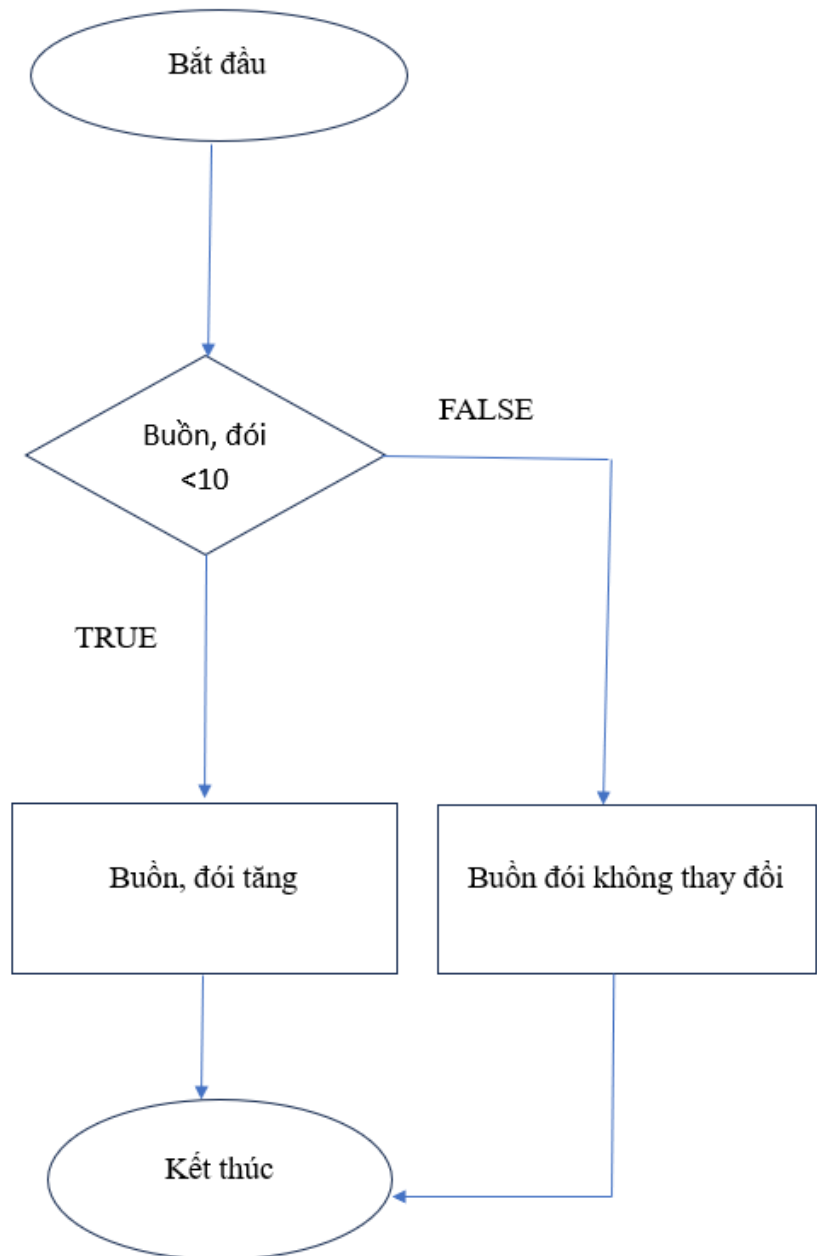 Bắt đầu
FALSE
Buồn, đói
<10
TRUE
Buồn, đói tăng
Buồn đói không thay đổi
Kết thúc